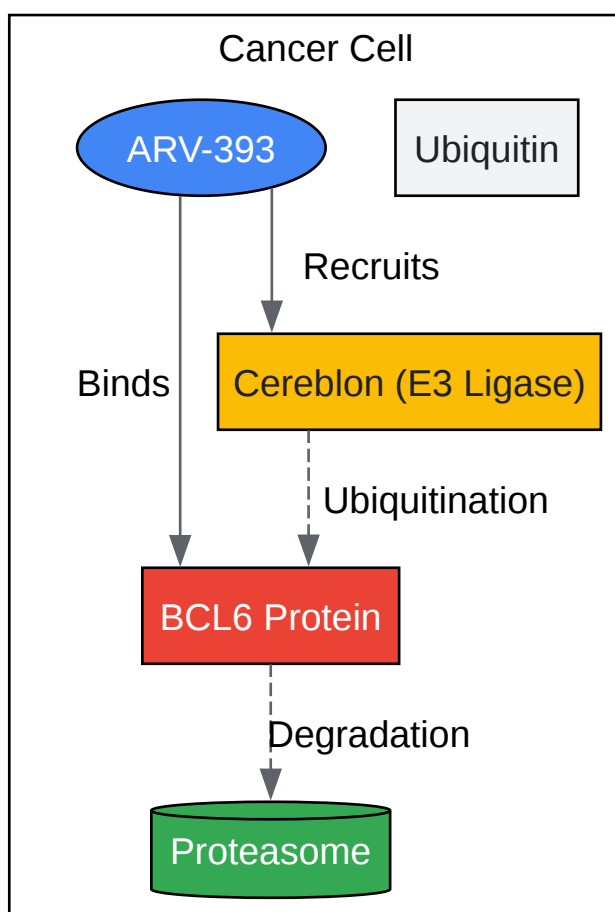 Cancer Cell
ARV-393
Ubiquitin
Recruits
Binds
Cereblon (E3 Ligase)
Ubiquitination
BCL6 Protein
Degradation
Proteasome